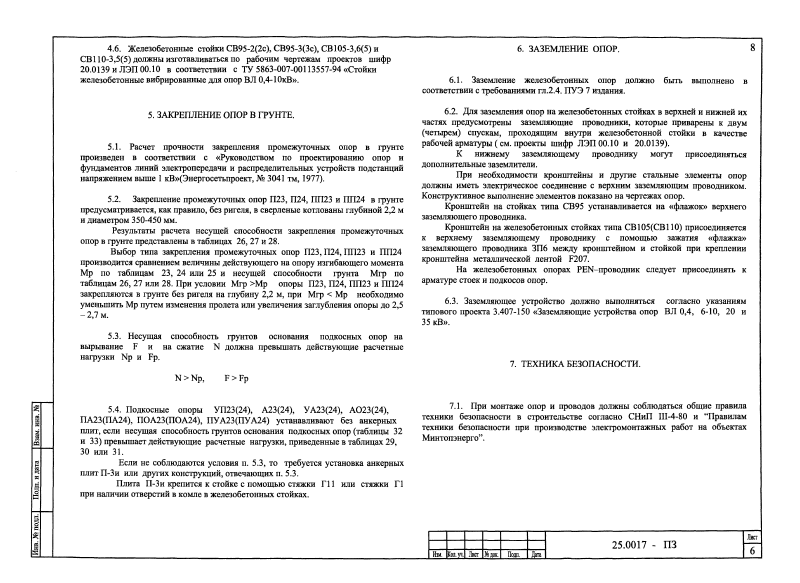 4.6. Железобетонные стойки СВ95-2(2с), СВ95-3(3с), СВ105-3,6(5) и
СВ110-3,5(5) должны изготавливаться по рабочим чертежам проектов шифр
20.0139 и ЛЭП 00.10 в соответствии с ТУ 5863-007-00113557-94 «Стойки
железобетонные вибрированные для опор ВЛ 0,4-10кВ».
5. ЗАКРЕПЛЕНИЕ ОПОР В ГРУНТЕ.
5.1. Расчет прочности закрепления промежуточных опор в грунте
произведен в соответствии с «Руководством по проектированию опор и
фундаментов линий электропередачи и распределительных устройств подстанций
напряжением выше 1 кВ»(Энергосетьпроект, № 3041 тм, 1977).
5.2. Закрепление промежуточных опор П23, П24, ПП23 и ПП24 в грунте
предусматривается, как правило, без ригеля, в сверленые котлованы глубиной 2,2 м
и диаметром 350-450 мм.
Результаты расчета несущей способности закрепления промежуточных
опор в грунте представлены в таблицах 26, 27 и 28.
Выбор типа закрепления промежуточных опор П23, П24, ПП23 и ПП24
производится сравнением величины действующего на опору изгибающего момента
Мр по таблицам 23, 24 или 25 и несущей способности грунта Мгр по
таблицам 26, 27 или 28. При условии Мгр >Мр опоры П23, П24, ПП23 и ПП24
закрепляются в грунте без ригеля на глубину 2,2 м, при Мгр < Мр необходимо
уменьшить Мр путем изменения пролета или увеличения заглубления опоры до 2,5
– 2,7 м.
5.3. Несущая способность грунтов основания подкосных опор на
вырывание F и на сжатие N должна превышать действующие расчетные
нагрузки Np и Fp.
N > Np, F > Fp
5.4. Подкосные опоры УП23(24), А23(24), УА23(24), АО23(24),
ПА23(ПА24), ПОА23(ПОА24), ПУА23(ПУА24) устанавливают без анкерных
плит, если несущая способность грунтов основания подкосных опор (таблицы 32
и 33) превышает действующие расчетные нагрузки, приведенные в таблицах 29,
30 или 31.
Если не соблюдаются условия п. 5.3, то требуется установка анкерных
плит П-3и или других конструкций, отвечающих п. 5.3.
Плита П-3и крепится к стойке с помощью стяжки Г11 или стяжки Г1
при наличии отверстий в комле в железобетонных стойках.
6. ЗАЗЕМЛЕНИЕ ОПОР.
8
6.1. Заземление железобетонных опор должно быть выполнено в
соответствии с требованиями гл.2.4. ПУЭ 7 издания.
6.2. Для заземления опор на железобетонных стойках в верхней и нижней их
частях предусмотрены заземляющие проводники, которые приварены к двум
(четырем) спускам, проходящим внутри железобетонной стойки в качестве
рабочей арматуры ( см. проекты шифр ЛЭП 00.10 и 20.0139).
К нижнему заземляющему проводнику могут присоединяться
дополнительные заземлители.
При необходимости кронштейны и другие стальные элементы опор
должны иметь электрическое соединение с верхним заземляющим проводником.
Конструктивное выполнение элементов показано на чертежах опор.
Кронштейн на стойках типа СВ95 устанавливается на «флажок» верхнего
заземляющего проводника.
Кронштейн на железобетонных стойках типа СВ105(СВ110) присоединяется
к верхнему заземляющему проводнику с помощью зажатия «флажка»
заземляющего проводника ЗП6 между кронштейном и стойкой при креплении
кронштейна металлической лентой F207.
На железобетонных опорах PEN–проводник следует присоединять к
арматуре стоек и подкосов опор.
6.3. Заземляющее устройство должно выполняться согласно указаниям
типового проекта 3.407-150 «Заземляющие устройства опор ВЛ 0,4, 6-10, 20 и
35 кВ».
7. ТЕХНИКА БЕЗОПАСНОСТИ.
7.1. При монтаже опор и проводов должны соблюдаться общие правила
техники безопасности в строительстве согласно СНиП III-4-80 и “Правилам
техники безопасности при производстве электромонтажных работ на объектах
Минтопэнерго”.
Взам. инв. №
Подп. и дата
Инв. № подл.
Изм. Кол. уч. Лист № док. Подп. Дата
25.0017 - ПЗ
Лист
6